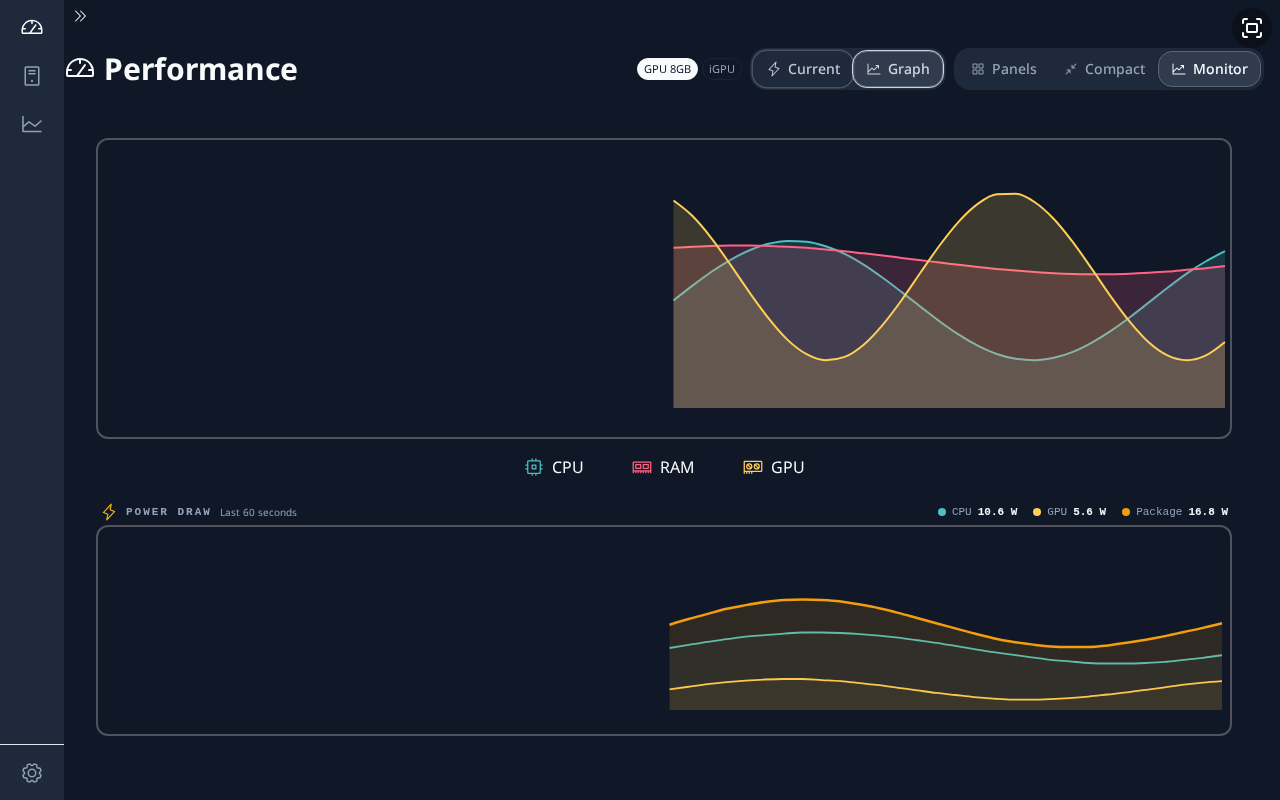 Performance
GPU 8GB iGPU Current Graph Panels Compact Monitor
CPU RAM GPU
POWER DRAW Last 60 seconds CPU 10.6 W GPU 5.6 W Package 16.8 W